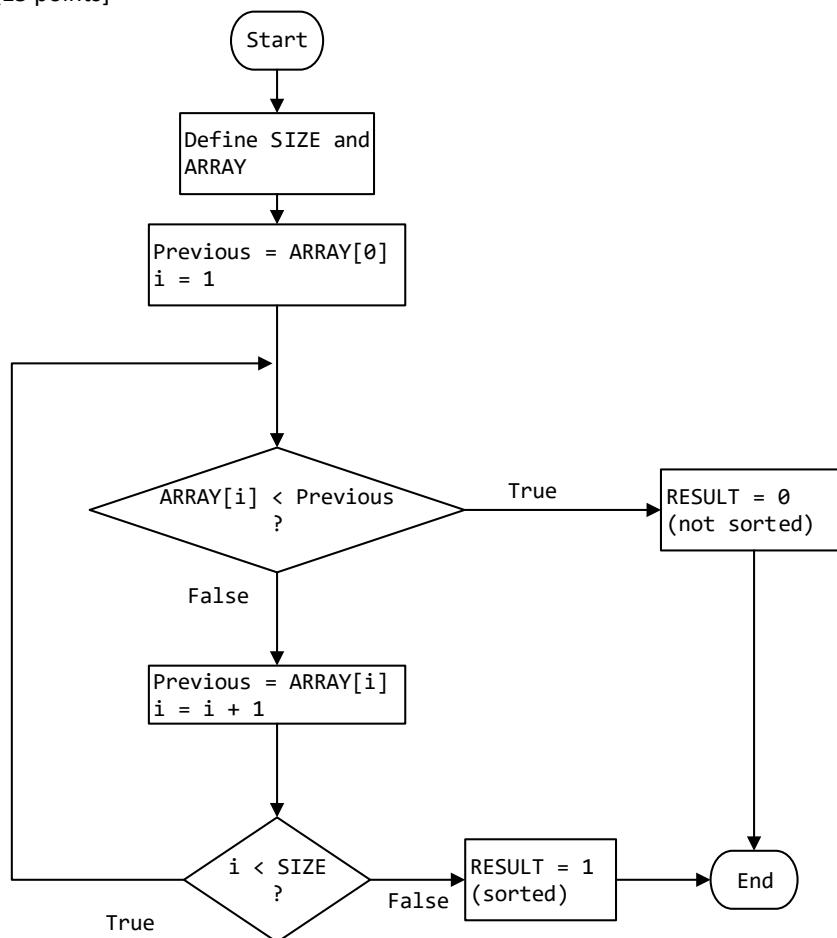 Start
Define SIZE and
ARRAY
Previous = ARRAY[0]
i = 1
ARRAY[i] < Previous
?
True
RESULT = 0
(not sorted)
False
Previous = ARRAY[i]
i = i + 1
i < SIZE
?
True
False
RESULT = 1
(sorted)
End